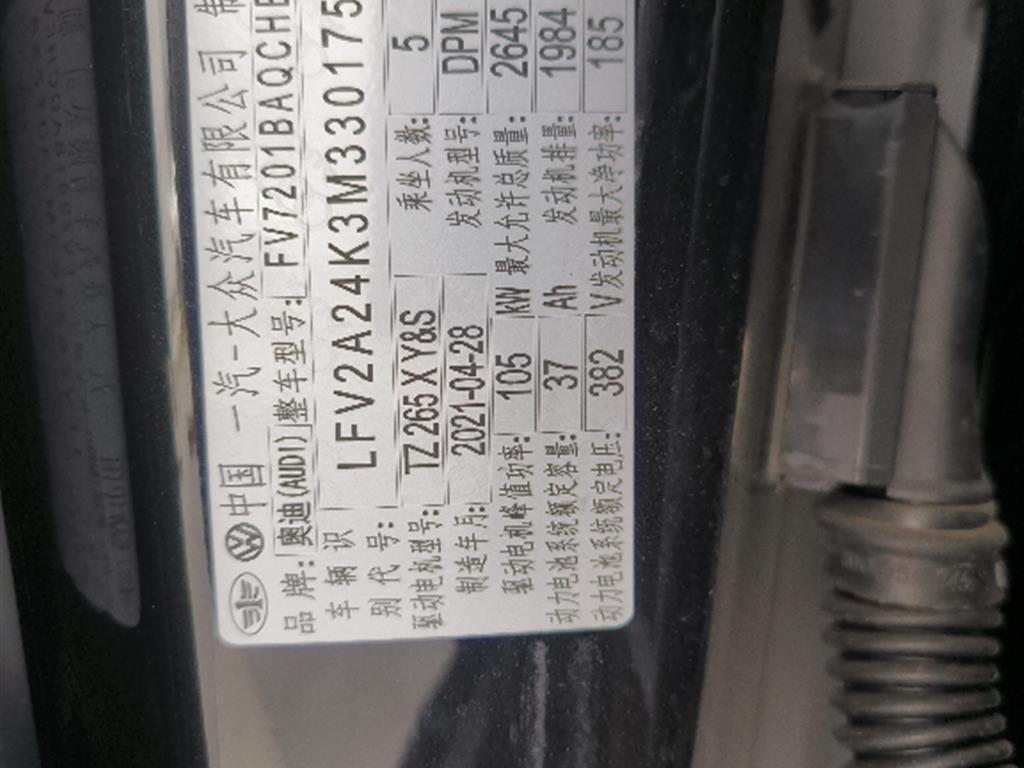 中国 一汽-大众汽车有限公司 制
品牌: 奥迪(AUDI) 整车型号: FV7201BAQCHE
车辆识别代号: LFV2A24K3M330175
驱动电机型号: TZ265XY&S 乘坐人数: 5
制造年月: 2021-04-28 发动机型号: DPM
驱动电机峰值功率: 105 kW 最大允许总质量: 2645
动力电池系统额定容量: 37 Ah 发动机排量: 1984
动力电池系统额定电压: 382 V 发动机最大净功率: 185